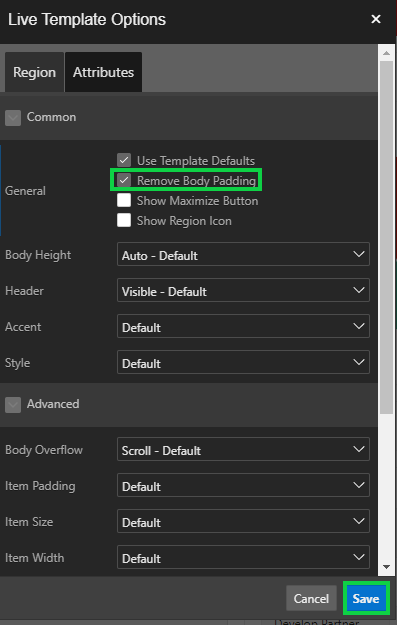 Live Template Options
Region Attributes
Common
General
Use Template Defaults
Remove Body Padding
Show Maximize Button
Show Region Icon
Body Height Auto - Default
Header Visible - Default
Accent Default
Style Default
Advanced
Body Overflow Scroll - Default
Item Padding Default
Item Size Default
Item Width Default
Cancel Save
Develop Partner